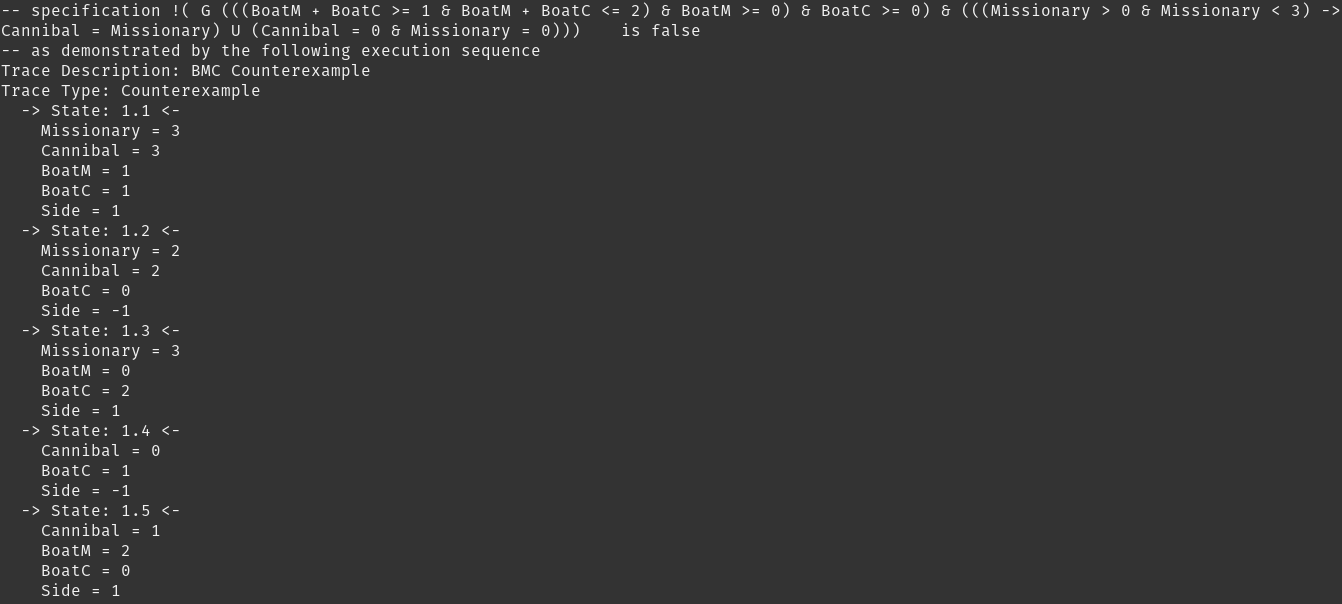 -- specification !( G (((BoatM + BoatC >= 1 & BoatM + BoatC <= 2) & BoatM >= 0) & BoatC >= 0) & (((Missionary > 0 & Missionary < 3) ->
Cannibal = Missionary) U (Cannibal = 0 & Missionary = 0)))    is false
-- as demonstrated by the following execution sequence
Trace Description: BMC Counterexample
Trace Type: Counterexample
  -> State: 1.1 <-
    Missionary = 3
    Cannibal = 3
    BoatM = 1
    BoatC = 1
    Side = 1
  -> State: 1.2 <-
    Missionary = 2
    Cannibal = 2
    BoatC = 0
    Side = -1
  -> State: 1.3 <-
    Missionary = 3
    BoatM = 0
    BoatC = 2
    Side = 1
  -> State: 1.4 <-
    Cannibal = 0
    BoatC = 1
    Side = -1
  -> State: 1.5 <-
    Cannibal = 1
    BoatM = 2
    BoatC = 0
    Side = 1